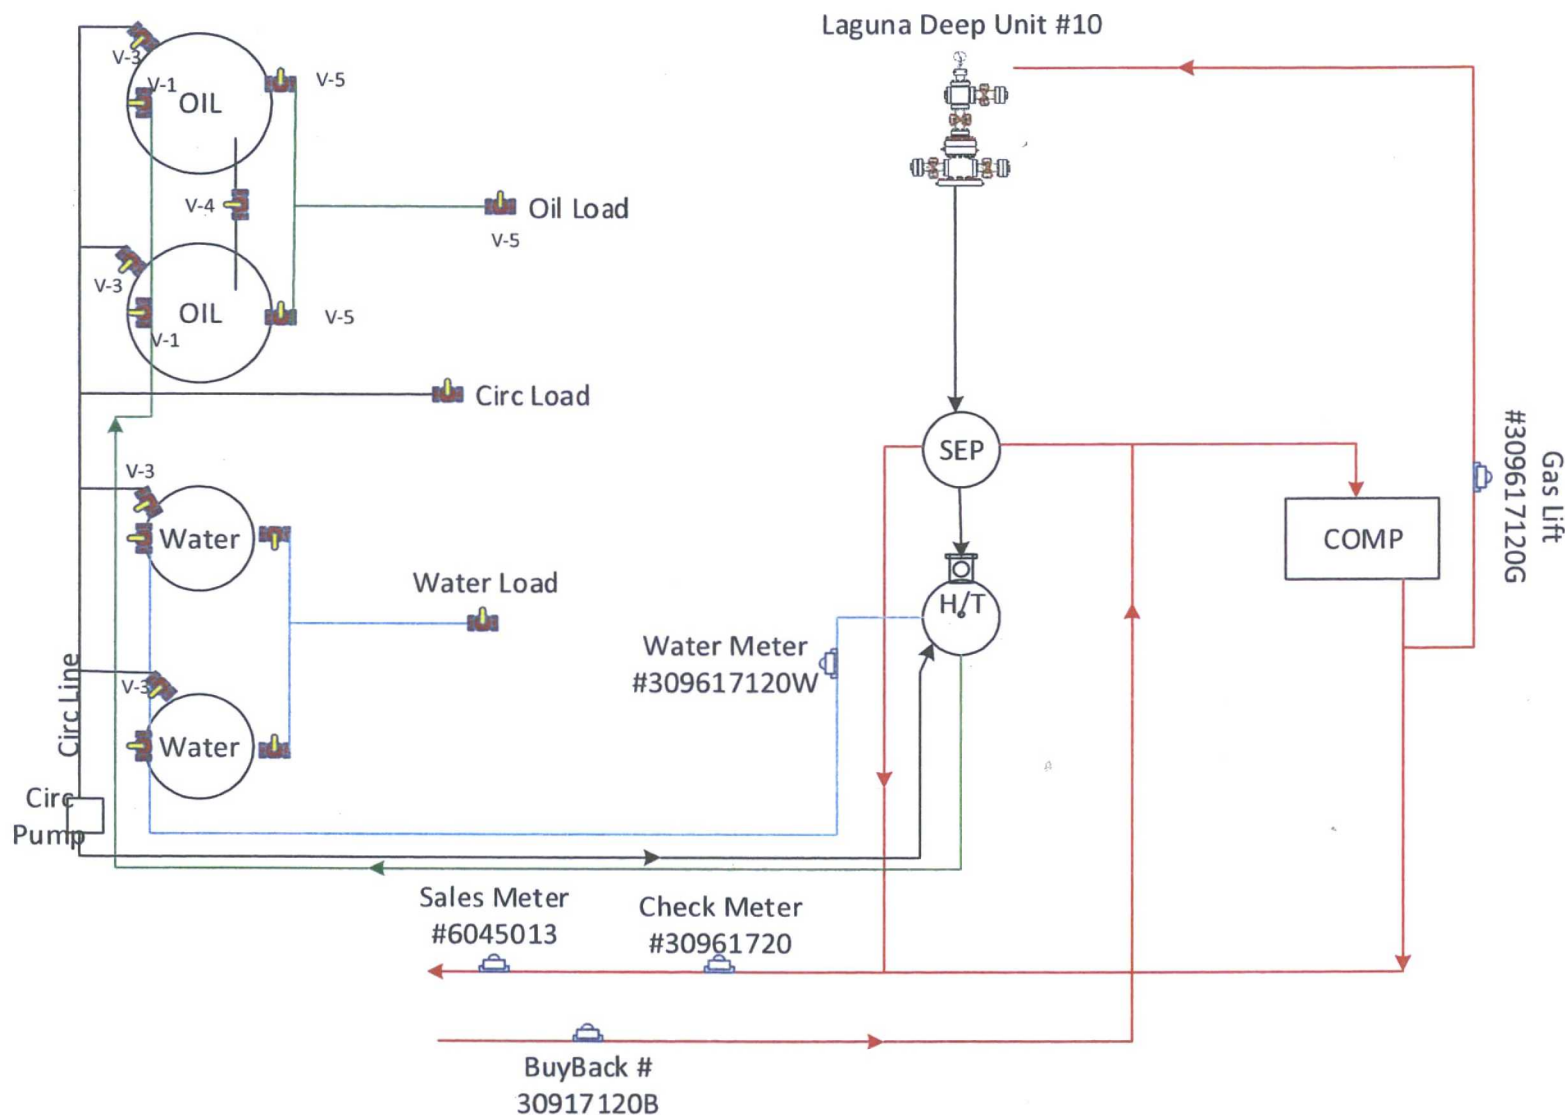 Laguna Deep Unit #10
V-3
V-1
OIL
V-5
V-4
Oil Load
V-5
V-3
OIL
V-5
V-1
Circ Load
SEP
Gas Lift
#309617120G
V-3
Water
COMP
Water Load
H/T
Water Meter
#309617120W
Circ Line
V-3
Water
Circ
Pump
Sales Meter
#6045013
Check Meter
#30961720
BuyBack #
30917120B